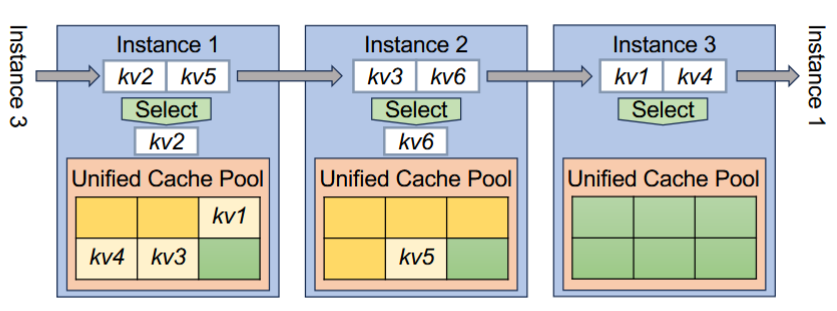 Instance 3
Instance 1
kv2 kv5
Select
kv2
Unified Cache Pool
kv1
kv4 kv3
Instance 2
kv3 kv6
Select
kv6
Unified Cache Pool
kv5
Instance 3
kv1 kv4
Select
Unified Cache Pool
Instance 1